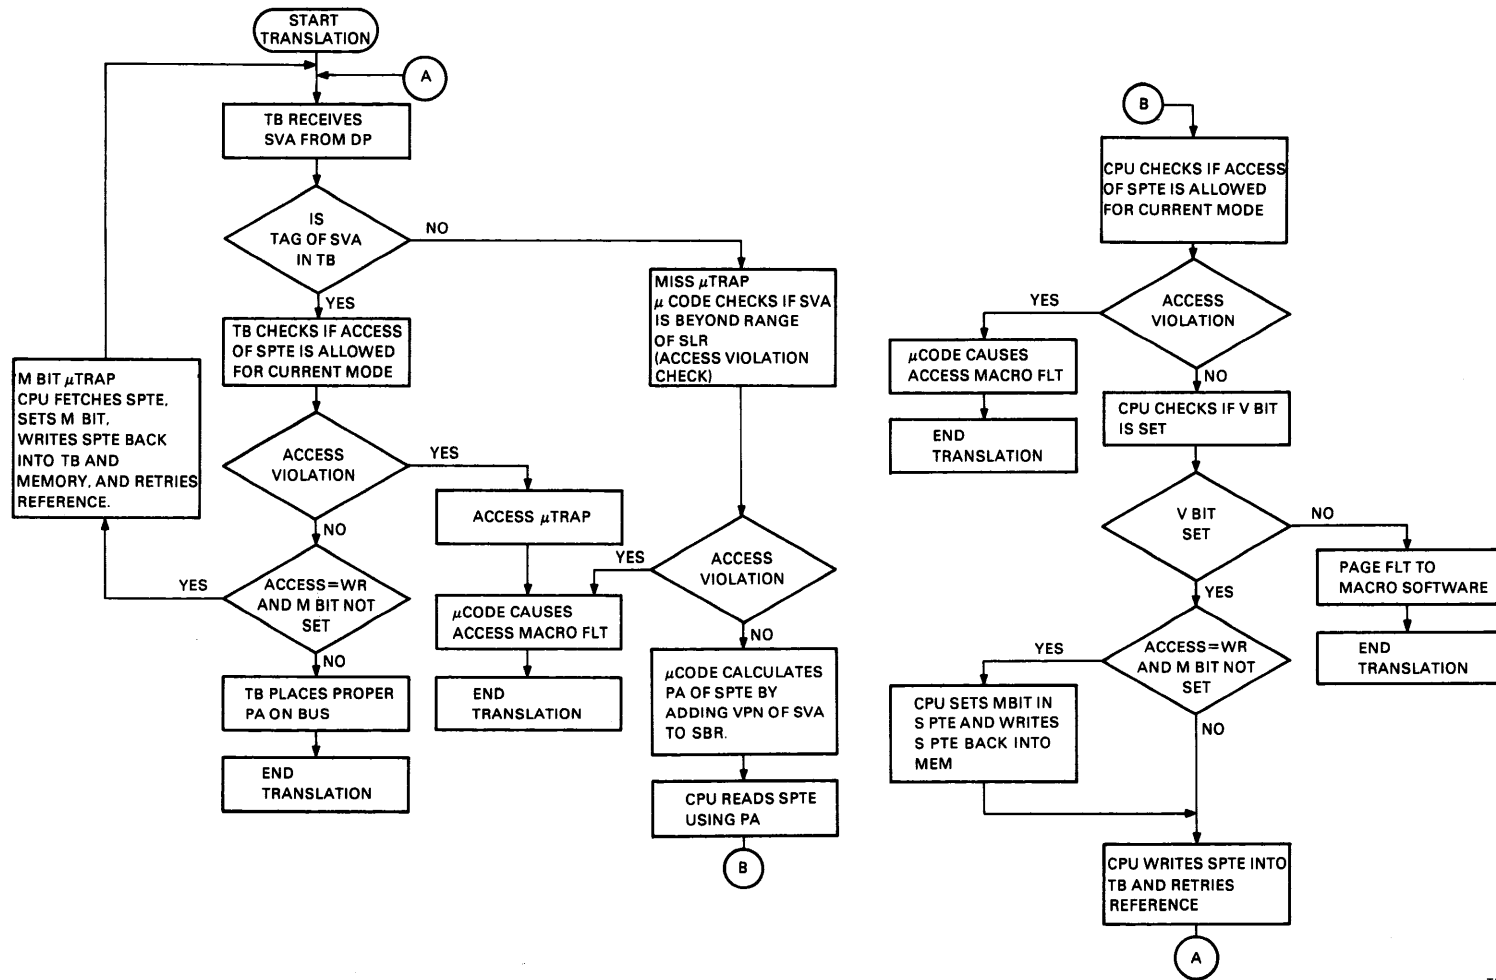 START
TRANSLATION
A
TB RECEIVES
SVA FROM DP
IS
TAG OF SVA
IN TB
NO
YES
TB CHECKS IF ACCESS
OF SPTE IS ALLOWED
FOR CURRENT MODE
M BIT μTRAP
CPU FETCHES SPTE,
SETS M BIT,
WRITES SPTE BACK
INTO TB AND
MEMORY, AND RETRIES
REFERENCE.
ACCESS
VIOLATION
YES
NO
ACCESS μTRAP
YES
ACCESS=WR
AND M BIT NOT
SET
NO
TB PLACES PROPER
PA ON BUS
END
TRANSLATION
μCODE CAUSES
ACCESS MACRO FLT
END
TRANSLATION
MISS μTRAP
μ CODE CHECKS IF SVA
IS BEYOND RANGE
OF SLR
(ACCESS VIOLATION
CHECK)
YES
ACCESS
VIOLATION
NO
μCODE CALCULATES
PA OF SPTE BY
ADDING VPN OF SVA
TO SBR.
CPU READS SPTE
USING PA
B
B
CPU CHECKS IF ACCESS
OF SPTE IS ALLOWED
FOR CURRENT MODE
YES
ACCESS
VIOLATION
μCODE CAUSES
ACCESS MACRO FLT
END
TRANSLATION
NO
CPU CHECKS IF V BIT
IS SET
V BIT
SET
NO
PAGE FLT TO
MACRO SOFTWARE
END
TRANSLATION
YES
YES
ACCESS=WR
AND M BIT NOT
SET
CPU SETS MBIT IN
S PTE AND WRITES
S PTE BACK INTO
MEM
NO
CPU WRITES SPTE INTO
TB AND RETRIES
REFERENCE
A